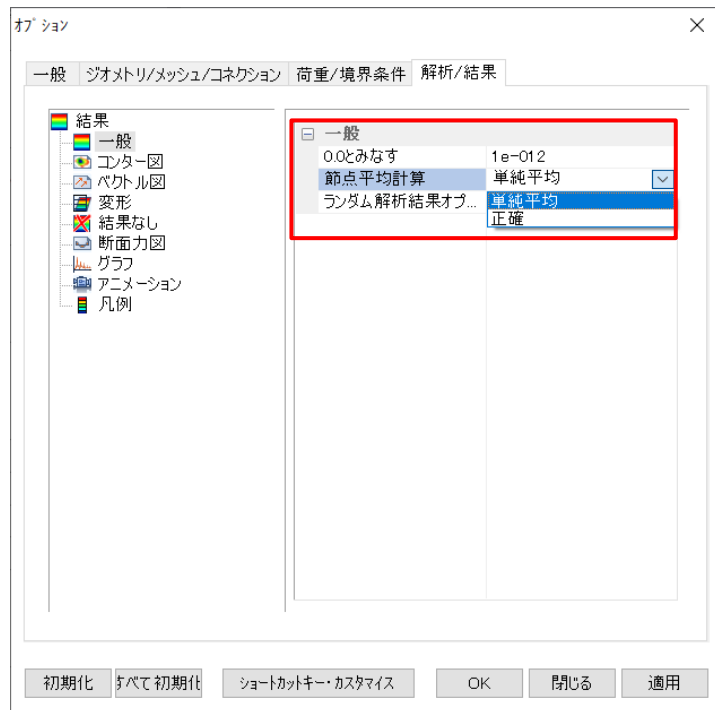 オプション
一般 ジオメトリ/メッシュ/コネクション 荷重/境界条件 解析/結果
結果
一般
コンター図
ベクトル図
変形
結果なし
断面力図
グラフ
アニメーション
凡例
一般
0.0とみなす 1e-012
節点平均計算 単純平均
ランダム解析結果オプ... 単純平均
正確
初期化 すべて初期化 ショートカットキー・カスタマイズ OK 閉じる 適用